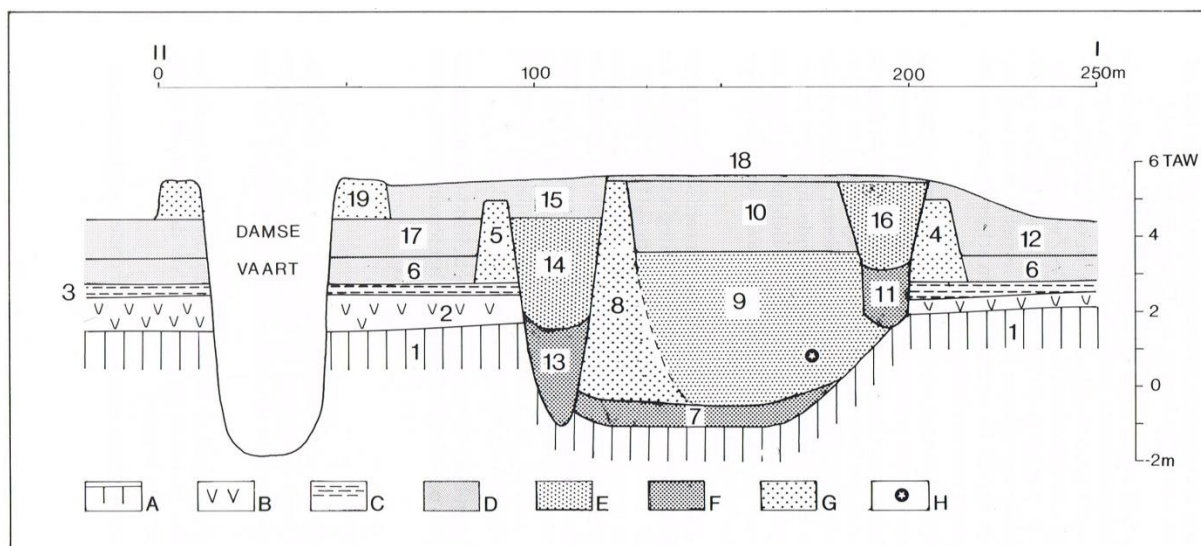 II I
0 100 200 250m
18
6 TAW
19 15 10 16
DAMSE 17 5 4 12 4
VAART 14
6 6
3 8 9 11
2 2
1 1
13 0
7
-2m
A B C D E F G H